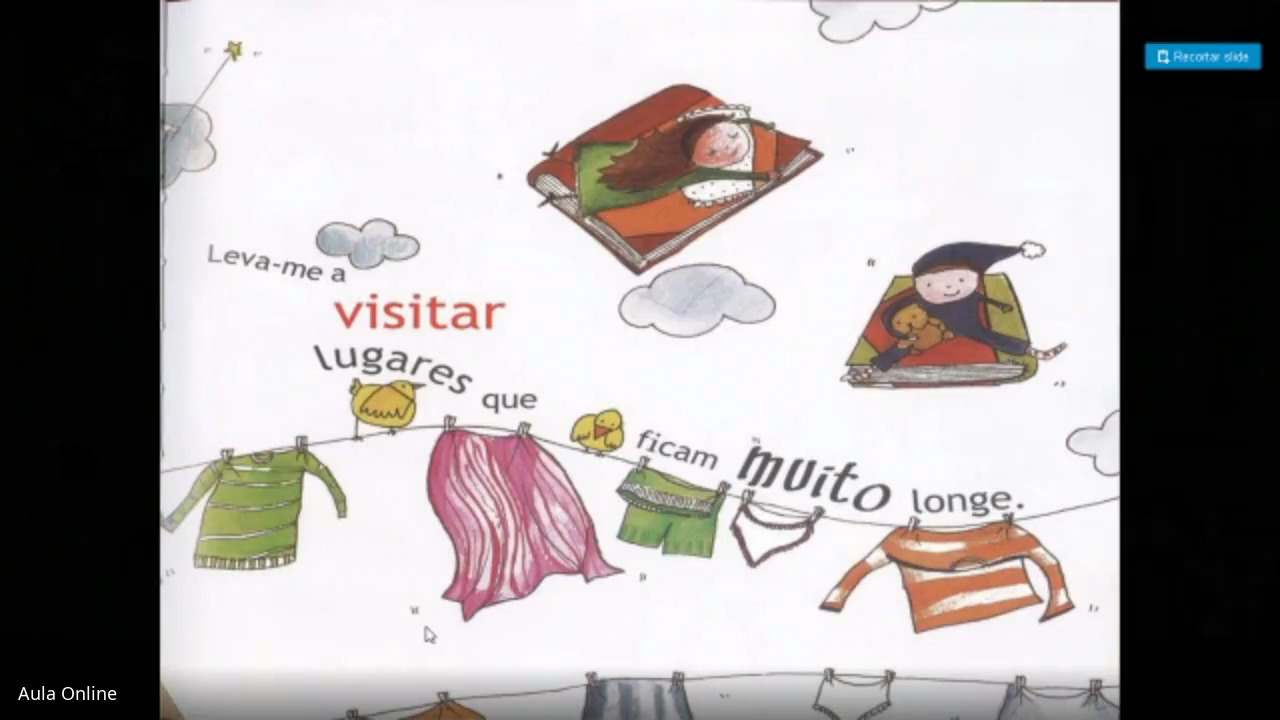 Recortar slide
Leva-me a
visitar
lugares que
ficam muito longe.
Aula Online